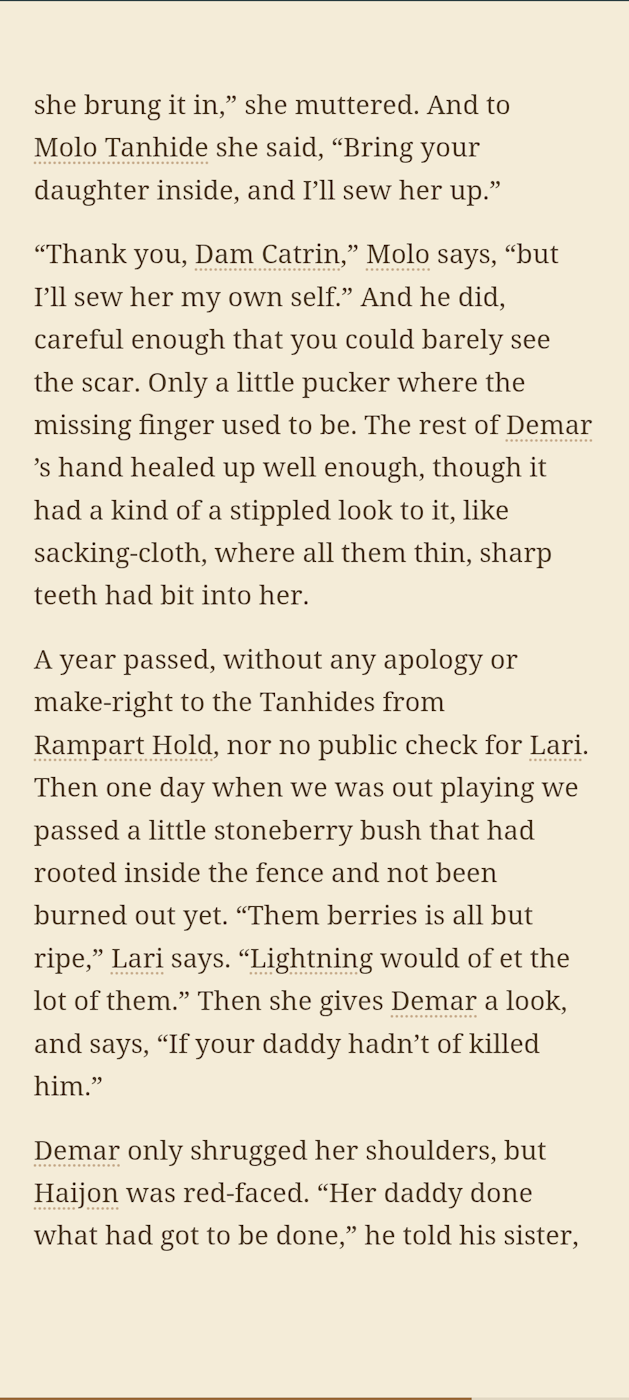 she brung it in,” she muttered. And to
Molo Tanhide she said, “Bring your
daughter inside, and I’ll sew her up.”
“Thank you, Dam Catrin,” Molo says, “but
I’ll sew her my own self.” And he did,
careful enough that you could barely see
the scar. Only a little pucker where the
missing finger used to be. The rest of Demar
’s hand healed up well enough, though it
had a kind of a stippled look to it, like
sacking-cloth, where all them thin, sharp
teeth had bit into her.
A year passed, without any apology or
make-right to the Tanhides from
Rampart Hold, nor no public check for Lari.
Then one day when we was out playing we
passed a little stoneberry bush that had
rooted inside the fence and not been
burned out yet. “Them berries is all but
ripe,” Lari says. “Lightning would of et the
lot of them.” Then she gives Demar a look,
and says, “If your daddy hadn’t of killed
him.”
Demar only shrugged her shoulders, but
Haijon was red-faced. “Her daddy done
what had got to be done,” he told his sister,